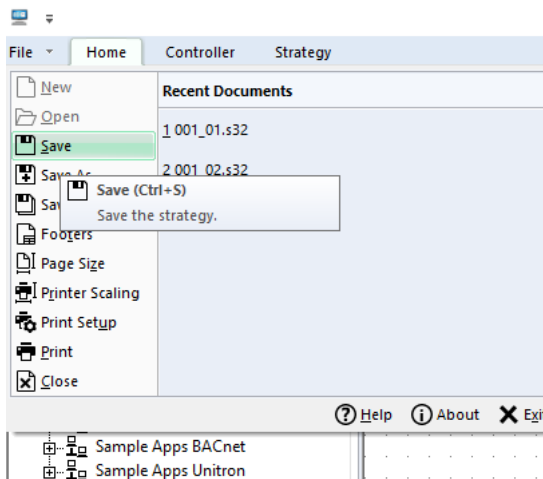 File Home Controller Strategy
New
Recent Documents
Open
1 001_01.s32
Save
2 001_02.s32
Save (Ctrl+S)
Save the strategy.
Footers
Page Size
Printer Scaling
Print Setup
Print
Close
Help About Exit
Sample Apps BACnet
Sample Apps Unitron